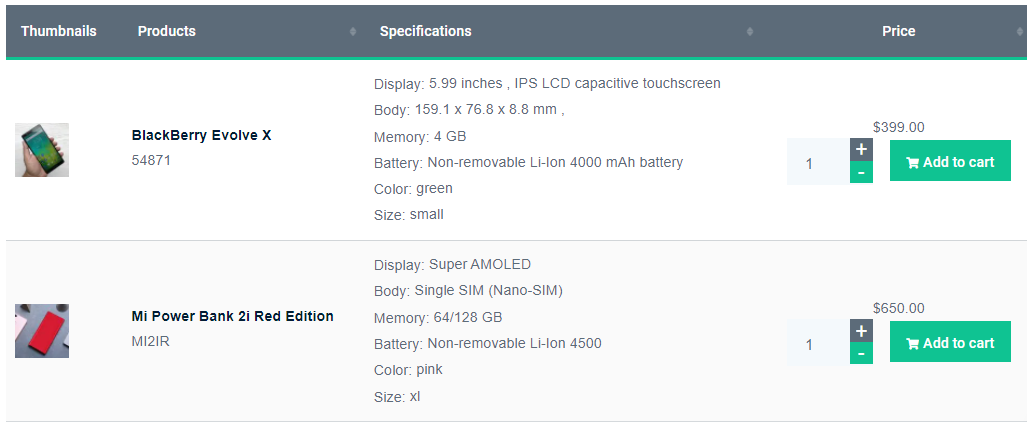 Thumbnails Products Specifications Price
Display: 5.99 inches , IPS LCD capacitive touchscreen
Body: 159.1 x 76.8 x 8.8 mm ,
Memory: 4 GB
Battery: Non-removable Li-Ion 4000 mAh battery
Color: green
Size: small
BlackBerry Evolve X
54871
$399.00
1
+
-
Add to cart
Display: Super AMOLED
Body: Single SIM (Nano-SIM)
Memory: 64/128 GB
Battery: Non-removable Li-Ion 4500
Color: pink
Size: xl
Mi Power Bank 2i Red Edition
MI2IR
$650.00
1
+
-
Add to cart